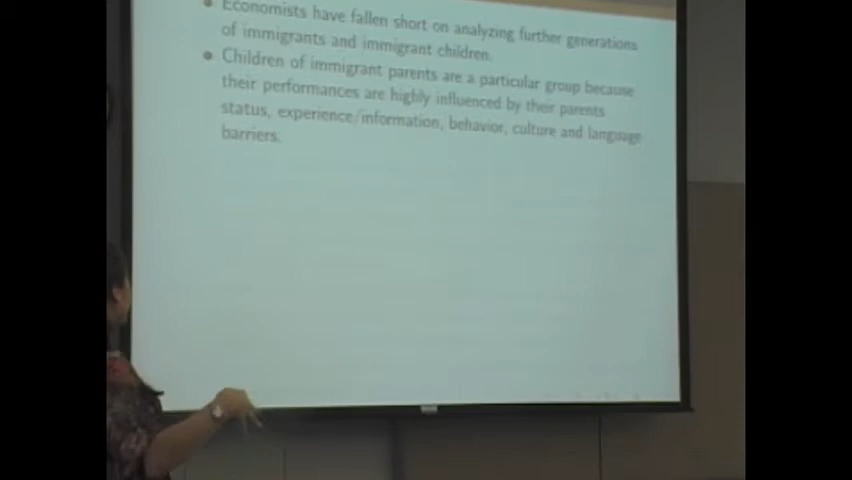 • Economists have fallen short on analyzing further generations
of immigrants and immigrant children.
• Children of immigrant parents are a particular group because
their performances are highly influenced by their parents
status, experience/information, behavior, culture and language
barriers.